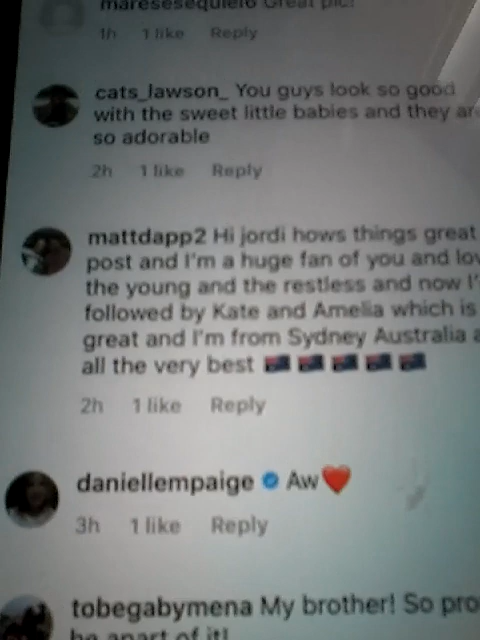 maresesequielo Great pic!
1h 1 like Reply
cats_lawson_ You guys look so good
with the sweet little babies and they are
so adorable
2h 1 like Reply
mattdapp2 Hi jordi hows things great
post and I'm a huge fan of you and lov
the young and the restless and now I'
followed by Kate and Amelia which is
great and I'm from Sydney Australia a
all the very best 🇦🇺 🇦🇺 🇦🇺 🇦🇺 🇦🇺
2h 1 like Reply
daniellempaige Aw❤️
3h 1 like Reply
tobegabymena My brother! So pro
be apart of it!